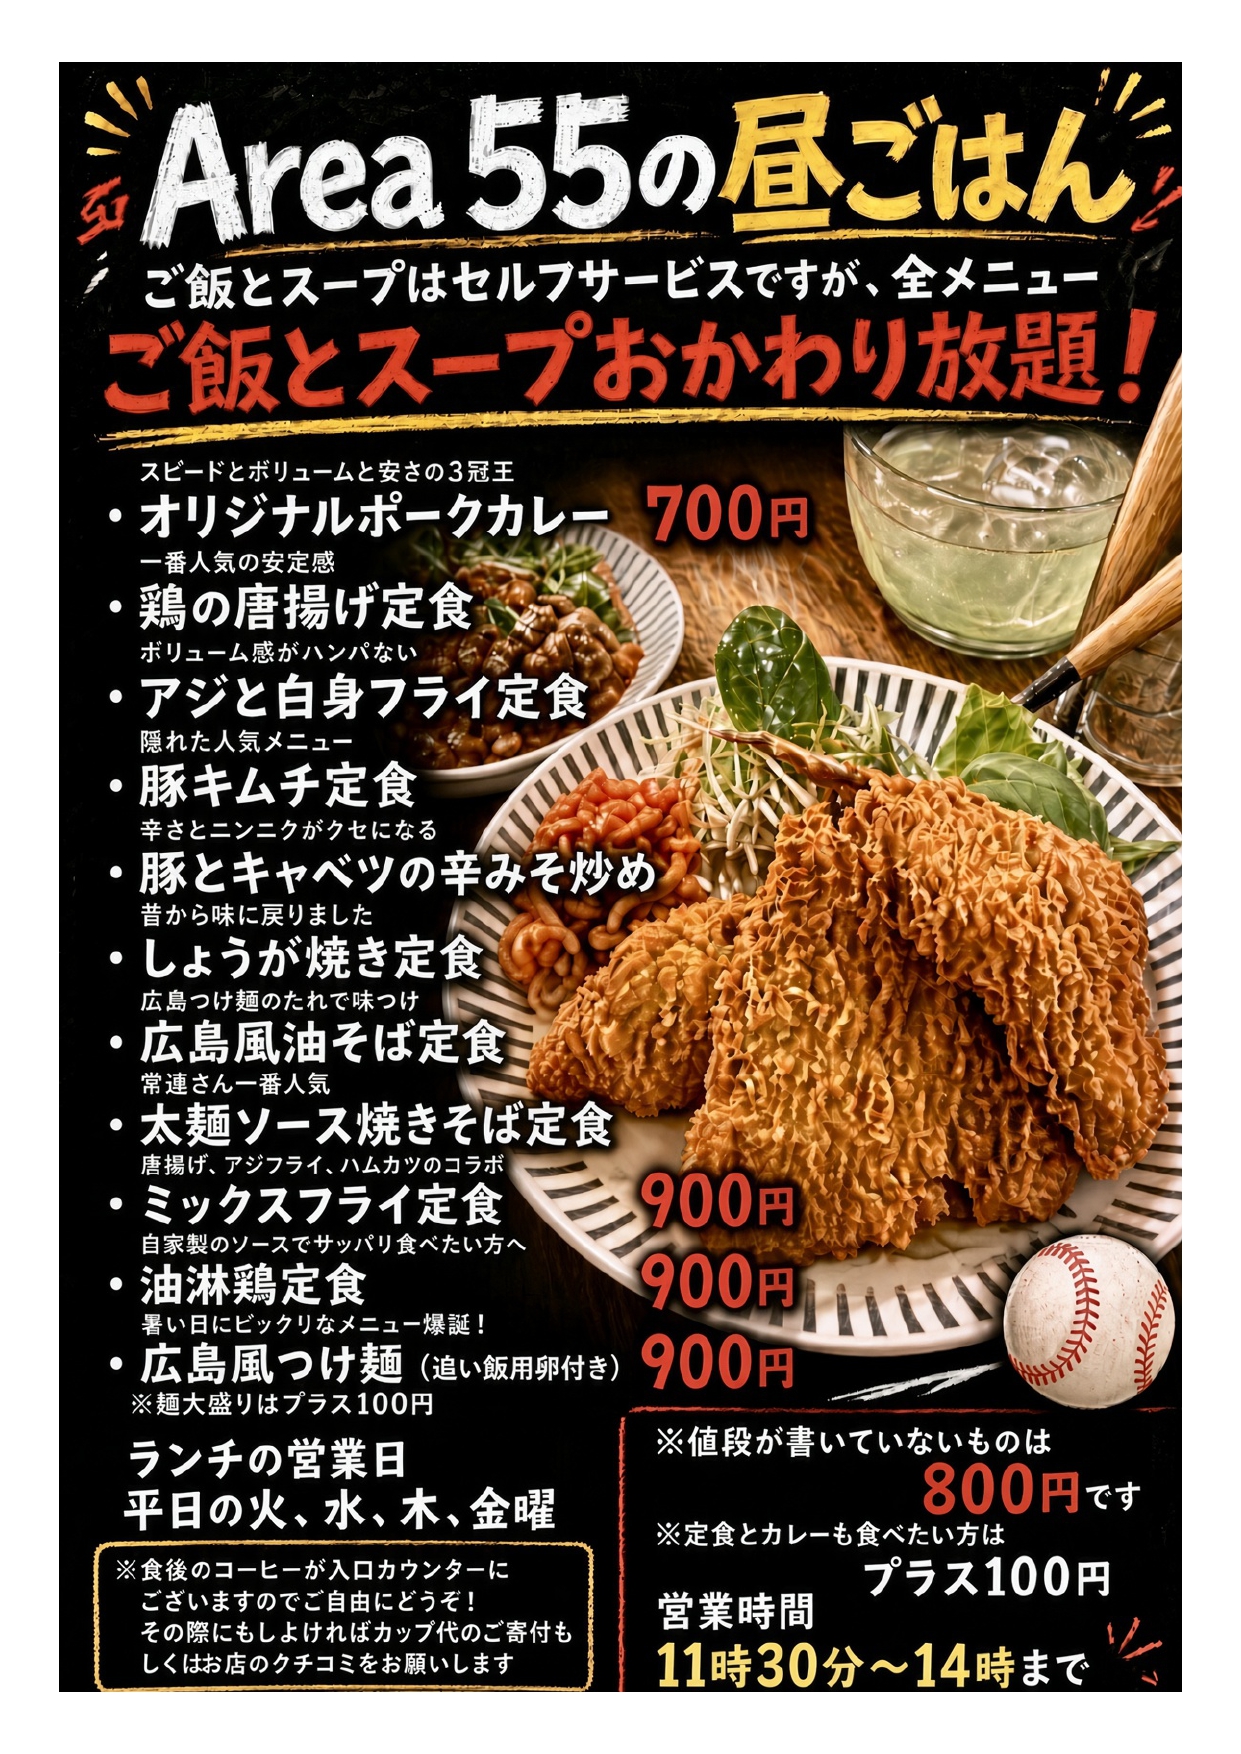 Area 55の昼ごはん
ご飯とスープはセルフサービスですが、全メニュー
ご飯とスープおかわり放題！
スピードとボリュームと安さの3冠王
・オリジナルポークカレー 700円
一番人気の安定感
・鶏の唐揚げ定食
ボリューム感がハンパない
・アジと白身フライ定食
隠れた人気メニュー
・豚キムチ定食
辛さとニンニクがクセになる
・豚とキャベツの辛みそ炒め
昔から味に戻りました
・しょうが焼き定食
広島つけ麺のたれで味つけ
・広島風油そば定食
常連さん一番人気
・太麺ソース焼きそば定食
唐揚げ、アジフライ、ハムカツのコラボ
・ミックスフライ定食 900円
自家製のソースでサッパリ食べたい方へ
・油淋鶏定食 900円
暑い日にビックリなメニュー爆誕！
・広島風つけ麺（追い飯用卵付き） 900円
※麺大盛りはプラス100円
ランチの営業日
平日の火、水、木、金曜
※食後のコーヒーが入口カウンターに
ございますのでご自由にどうぞ！
その際にもしよければカップ代のご寄付も
しくはお店のクチコミをお願いします
※値段が書いていないものは
800円です
※定食とカレーも食べたい方は
プラス100円
営業時間
11時30分〜14時まで